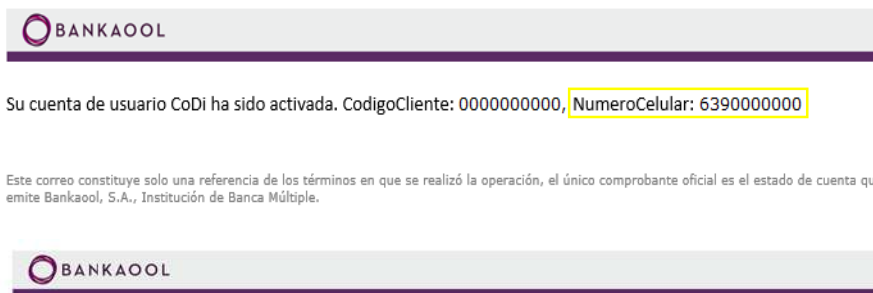 BANKAOOL
Su cuenta de usuario CoDi ha sido activada. CodigoCliente: 0000000000, NumeroCelular: 6390000000
Este correo constituye solo una referencia de los términos en que se realizó la operación, el único comprobante oficial es el estado de cuenta qu
emite Bankaool, S.A., Institución de Banca Múltiple.
BANKAOOL